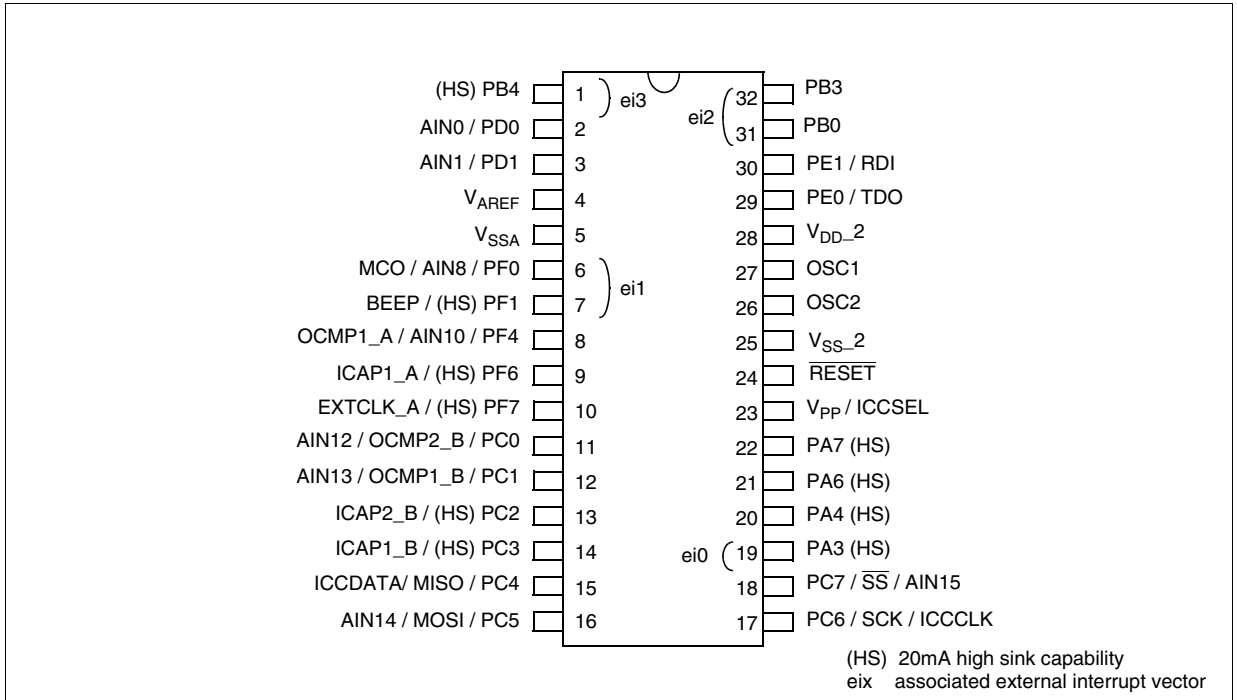 (HS) PB4 1 ei3 ei2 32 PB3
AIN0 / PD0 2 31 PB0
AIN1 / PD1 3 30 PE1 / RDI
VAREF 4 29 PE0 / TDO
VSSA 5 28 VDD_2
MCO / AIN8 / PF0 6 ei1 27 OSC1
BEEP / (HS) PF1 7 26 OSC2
OCMP1_A / AIN10 / PF4 8 25 VSS_2
ICAP1_A / (HS) PF6 9 24 RESET
EXTCLK_A / (HS) PF7 10 23 VPP / ICCSEL
AIN12 / OCMP2_B / PC0 11 22 PA7 (HS)
AIN13 / OCMP1_B / PC1 12 21 PA6 (HS)
ICAP2_B / (HS) PC2 13 20 PA4 (HS)
ICAP1_B / (HS) PC3 14 ei0 19 PA3 (HS)
ICCDATA/ MISO / PC4 15 18 PC7 / SS / AIN15
AIN14 / MOSI / PC5 16 17 PC6 / SCK / ICCCLK
(HS) 20mA high sink capability
eix associated external interrupt vector